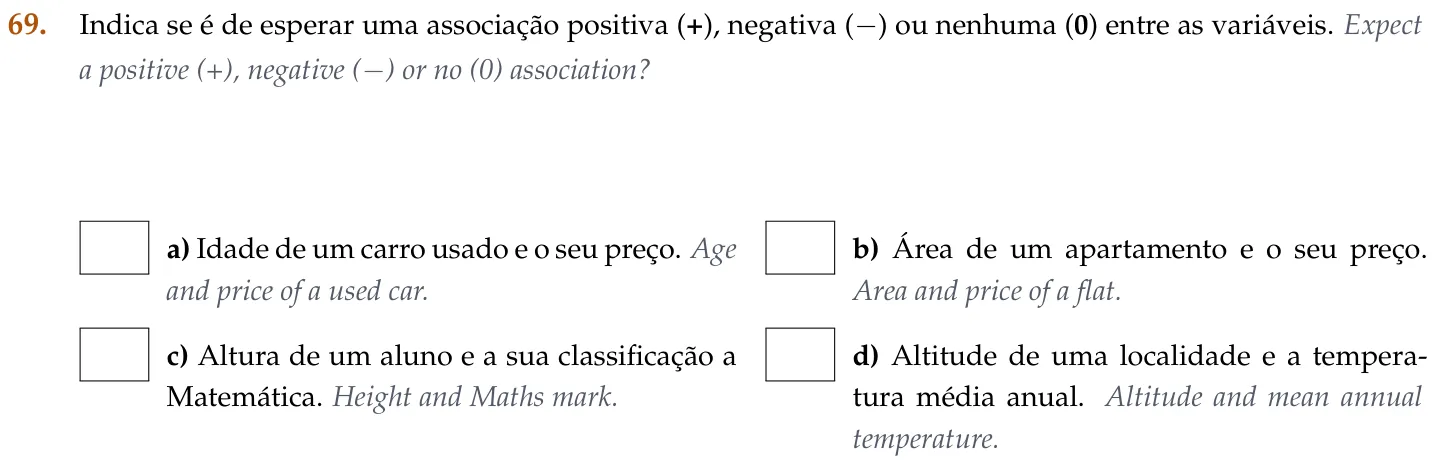 69. Indica se é de esperar uma associação positiva (+), negativa (−) ou nenhuma (0) entre as variáveis. Expect
a positive (+), negative (−) or no (0) association?
a) Idade de um carro usado e o seu preço. Age
and price of a used car.
b) Área de um apartamento e o seu preço.
Area and price of a flat.
c) Altura de um aluno e a sua classificação a
Matemática. Height and Maths mark.
d) Altitude de uma localidade e a tempera-
tura média anual. Altitude and mean annual
temperature.